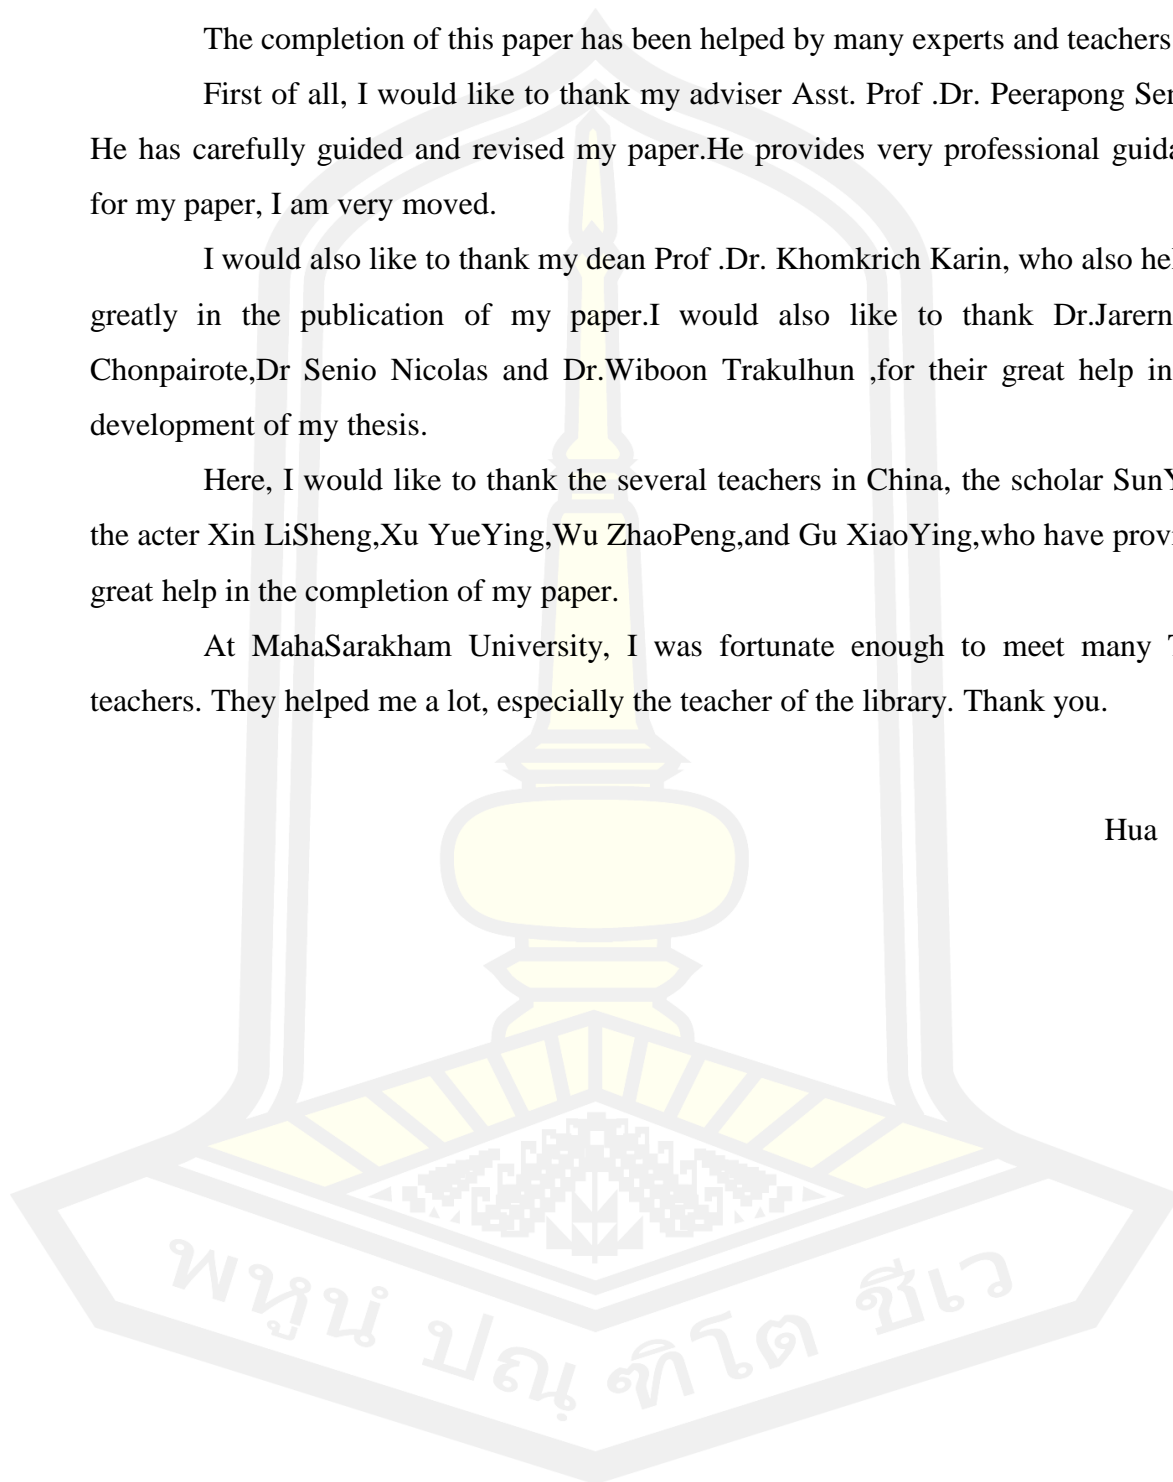 The completion of this paper has been helped by many experts and teachers
First of all, I would like to thank my adviser Asst. Prof .Dr. Peerapong
He has carefully guided and revised my paper.He provides very professional
for my paper, I am very moved.
I would also like to thank my dean Prof .Dr. Khomkrich Karin, who also
greatly in the publication of my paper.I would also like to thank
Chonpairote,Dr Senio Nicolas and Dr.Wiboon Trakulhun ,for their great help in
development of my thesis.
Here, I would like to thank the several teachers in China, the scholar
the acter Xin LiSheng,Xu YueYing,Wu ZhaoPeng,and Gu XiaoYing,who have
great help in the completion of my paper.
At MahaSarakham University, I was fortunate enough to meet many
teachers. They helped me a lot, especially the teacher of the library. Thank you.
Hua
พหูนํ ปณฺฑิโต ชีเว